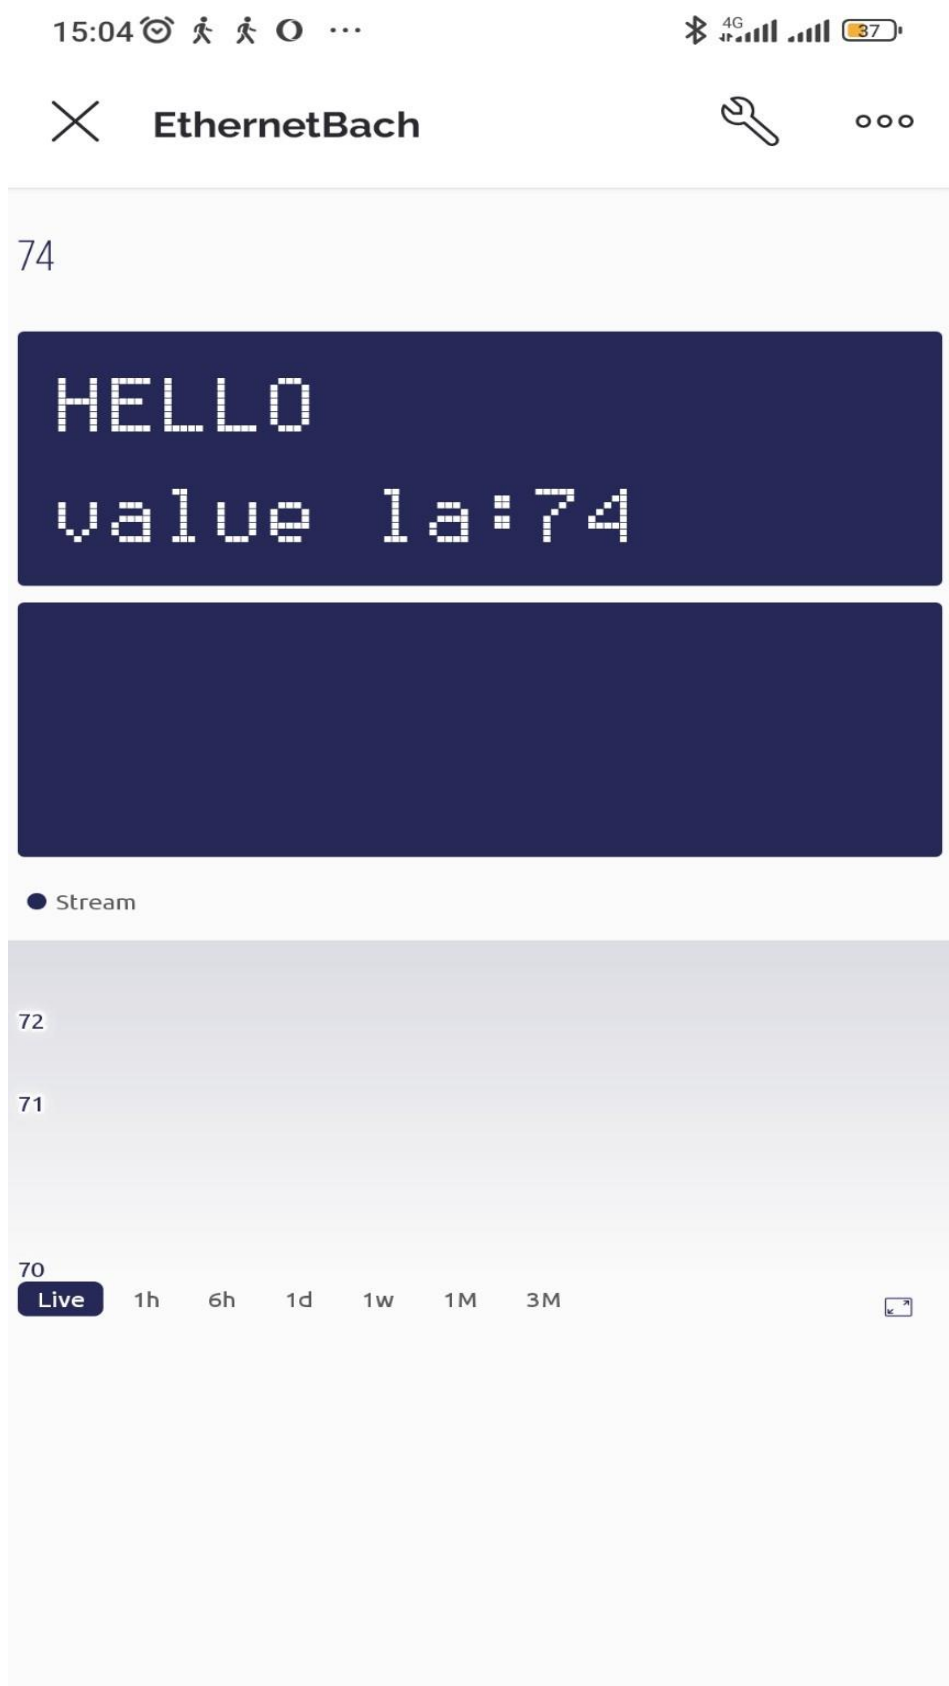 15:04
4G
37
EthernetBach
74
HELLO
value la:74
Stream
72
71
70
Live 1h 6h 1d 1w 1M 3M